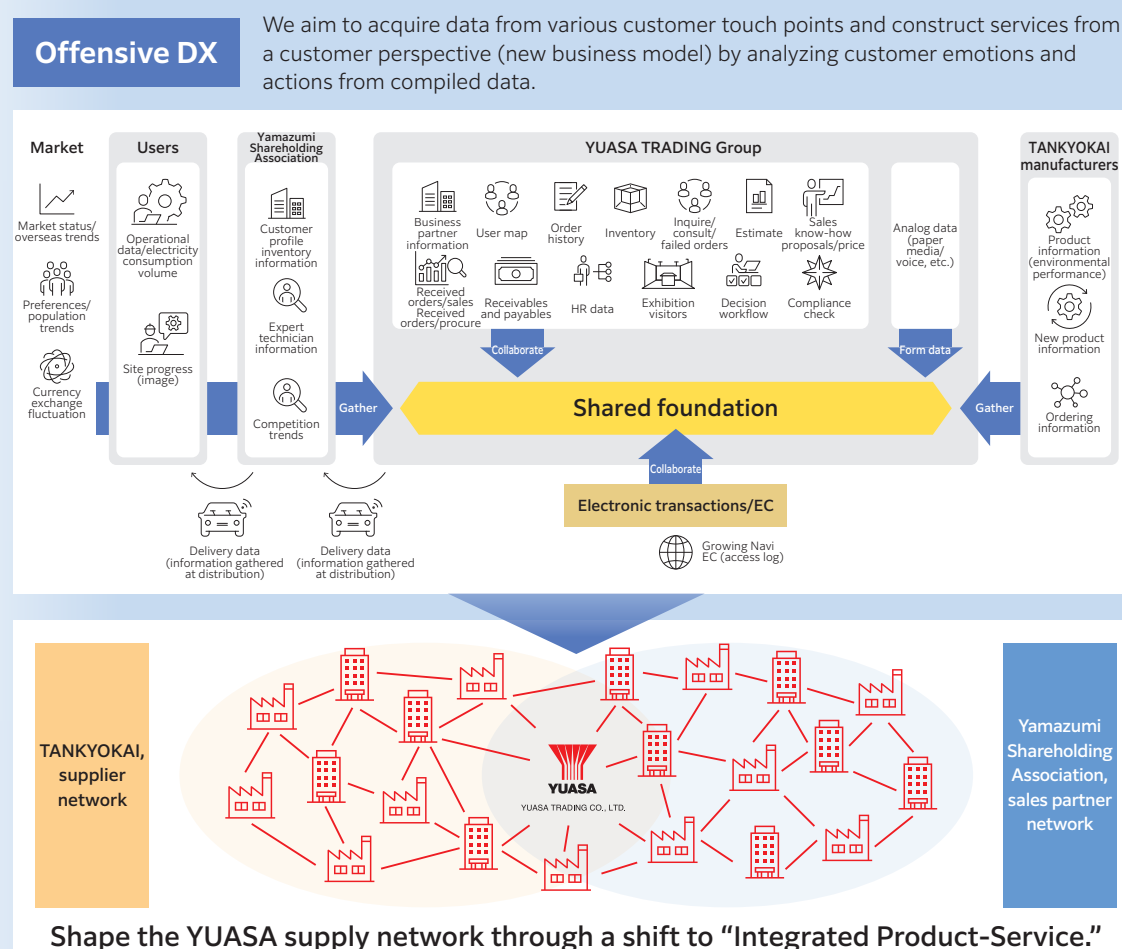 Offensive DX
We aim to acquire data from various customer touch points and construct services from
a customer perspective (new business model) by analyzing customer emotions and
actions from compiled data.
Market
Market status/
overseas trends
Preferences/
population
trends
Currency
exchange
fluctuation
Users
Operational
data/electricity
consumption
volume
Site progress
(image)
Yamazumi
Shareholding
Association
Customer
profile
inventory
information
Expert
technician
information
Competition
trends
Gather
YUASA TRADING Group
Business
partner
information
User map
Order
history
Inventory
Inquire/
consult/
failed orders
Estimate
Sales
know-how
proposals/price
Received
orders/sales
Received
orders/procure
Receivables
and payables
HR data
Exhibition
visitors
Decision
workflow
Compliance
check
Analog data
(paper
media/
voice, etc.)
Collaborate
Form data
Shared foundation
Collaborate
Electronic transactions/EC
Growing Navi
EC (access log)
TANKYOKAI
manufacturers
Product
information
(environmental
performance)
New product
information
Ordering
information
Gather
Delivery data
(information gathered
at distribution)
Delivery data
(information gathered
at distribution)
TANKYOKAI,
supplier
network
YUASA
YUASA TRADING CO., LTD.
Yamazumi
Shareholding
Association,
sales partner
network
Shape the YUASA supply network through a shift to “Integrated Product-Service.”